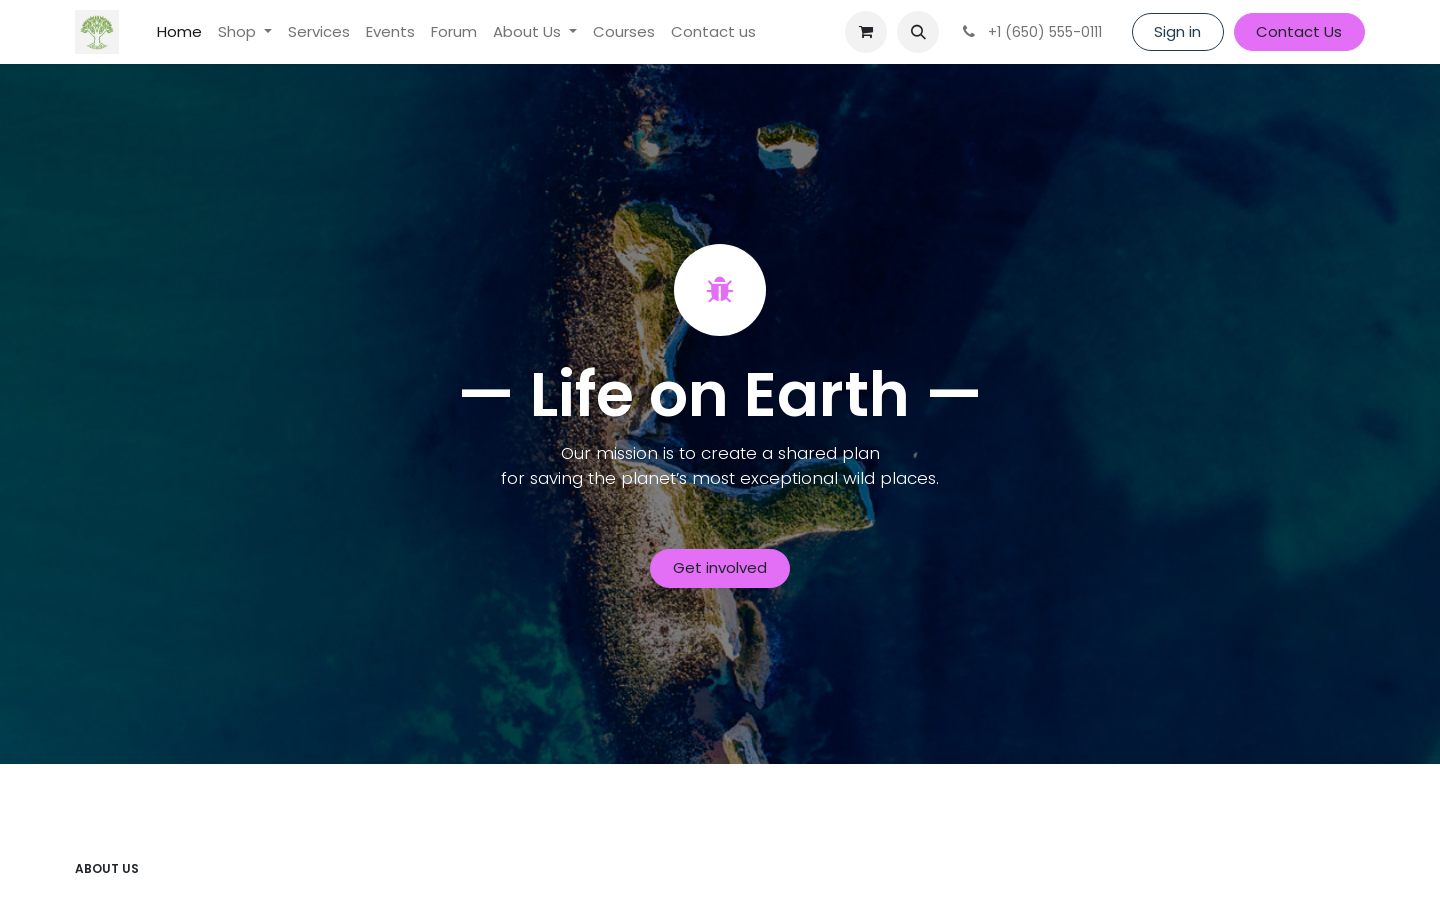 Home
Shop
Services
Events
Forum
About Us
Courses
Contact us
+1 (650) 555-0111
Sign in
Contact Us
— Life on Earth —
Our mission is to create a shared plan
for saving the planet’s most exceptional wild places.
Get involved
ABOUT US